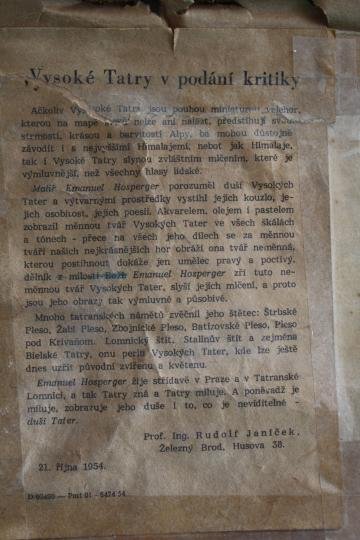 Vysoké Tatry v podání kritiky
Ačkoliv Vysoké Tatry jsou pouhou miniaturou velehor,
kterou na mapě nelze ani nalézt, předstihují svou
strmostí, krásou a barvitostí Alpy, ba mohou důstojně
závodit i s nejvyššími Himalajemi, neboť jak Himaláje,
tak i Vysoké Tatry slynou zvláštním mlčením, které je
výmluvnější, než všechny hlasy lidské.
Malíř Emanuel Hosperger porozuměl duši Vysokých
Tater a výtvarnými prostředky vystihl jejich kouzlo, je-
jich osobitost, jejich poesii. Akvarelem, olejem i pastelem
zobrazil měnnou tvář Vysokých Tater ve všech škálách
a tónech - přece na všech jeho dílech se za měnnou
tváří našich nejkrásnějších hor obráží ona tvář neměnná,
kterou postihnout dokáže jen umělec pravý a poctivý,
dělník z milosti Boží Emanuel Hosperger zří tuto ne-
měnnou tvář Vysokých Tater, slyší jejich mlčení, a proto
jsou jeho obrazy tak výmluvné a působivé.
Mnoho tatranských námětů zvěčnil jeho štětec: Štrbské
Pleso, Žabí Pleso, Zbojnické Pleso, Batizovské Pleso, Pleso
pod Kriváňom, Lomnický štít, Stalinův štít a zejména
Bielské Tatry, onu perlu Vysokých Tater, kde lze ještě
dnes uzřít původní zvířenu a květenu.
Emanuel Hosperger žije střídavě v Praze a v Tatranské
Lomnici, a tak Tatry zná a Tatry miluje. A poněvadž je
miluje, zobrazuje jeho duše i to, co je neviditelné -
duši Tater.
Prof. Ing. Rudolf Janíček,
Železný Brod, Husova 38.
21. října 1954.